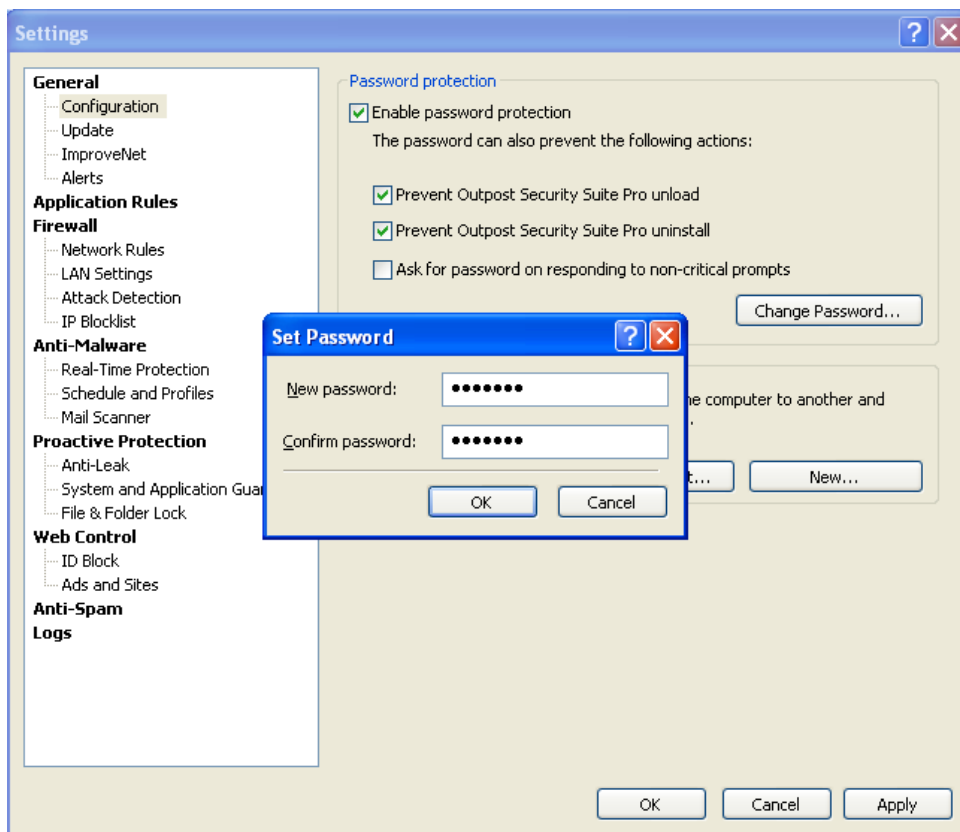 Settings
General
Configuration
Update
ImproveNet
Alerts
Application Rules
Firewall
Network Rules
LAN Settings
Attack Detection
IP Blocklist
Anti-Malware
Real-Time Protection
Schedule and Profiles
Mail Scanner
Proactive Protection
Anti-Leak
System and Application
File & Folder Lock
Web Control
ID Block
Ads and Sites
Anti-Spam
Logs
Password protection
Enable password protection
The password can also prevent the following actions:
Prevent Outpost Security Suite Pro unload
Prevent Outpost Security Suite Pro uninstall
Ask for password on responding to non-critical prompts
Change Password...
computer to another and
New...
Set Password
New password:
Confirm password:
OK
Cancel
OK
Cancel
Apply